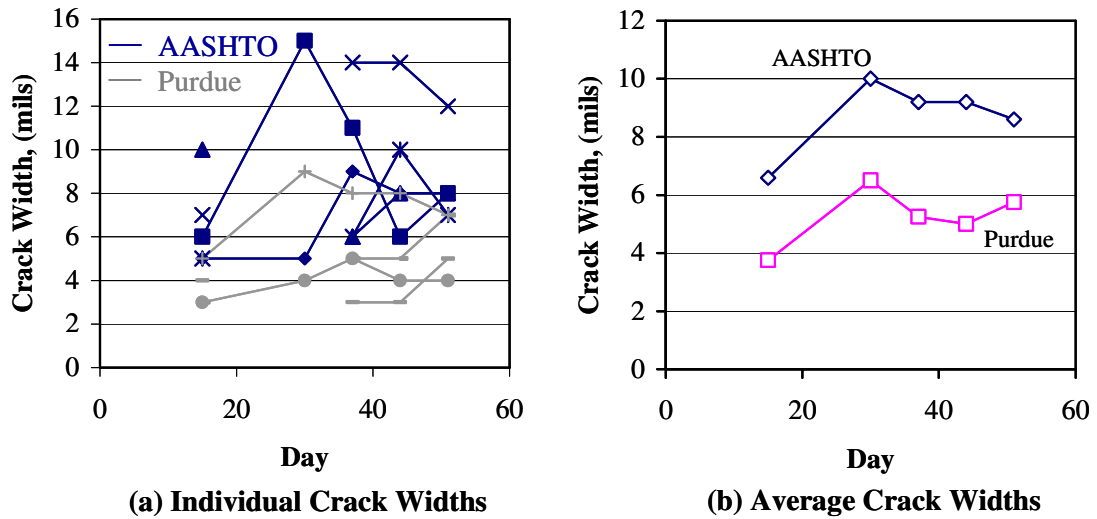 16
14
12
10
8
6
4
2
0
0
20
40
60
Crack Width, (mils)
AASHTO
Purdue
Day
(a) Individual Crack Widths
12
10
8
6
4
2
0
0
20
40
60
Crack Width, (mils)
AASHTO
Purdue
Day
(b) Average Crack Widths